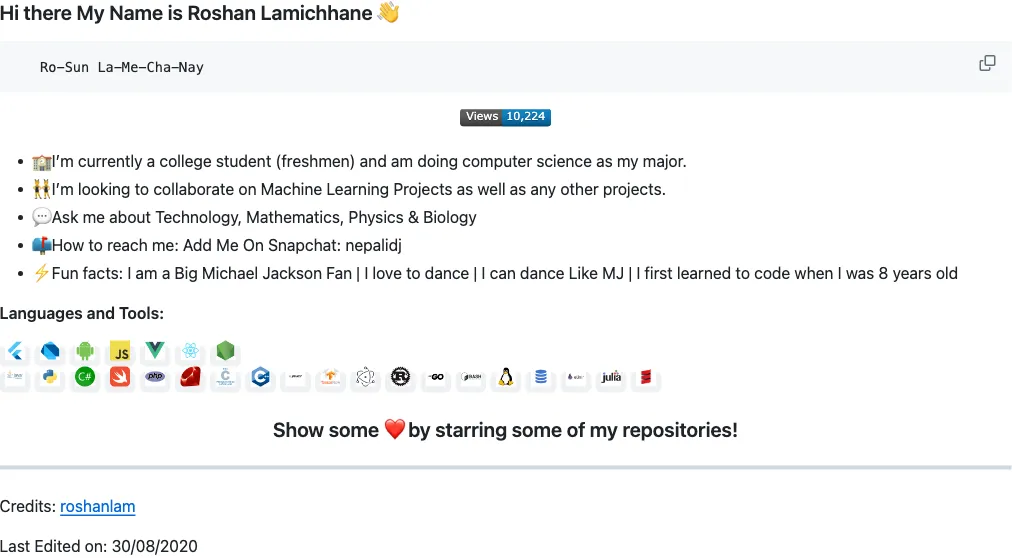 Hi there My Name is Roshan Lamichhane 👋
Ro-Sun La-Me-Cha-Nay
Views 10,224
🏫I'm currently a college student (freshmen) and am doing computer science as my major.
👯I'm looking to collaborate on Machine Learning Projects as well as any other projects.
💬Ask me about Technology, Mathematics, Physics & Biology
📫How to reach me: Add Me On Snapchat: nepalidj
⚡Fun facts: I am a Big Michael Jackson Fan | I love to dance | I can dance Like MJ | I first learned to code when I was 8 years old
Languages and Tools:
JS
C# php C C GO BASH julia
Show some ❤️by starring some of my repositories!
Credits: roshanlam
Last Edited on: 30/08/2020